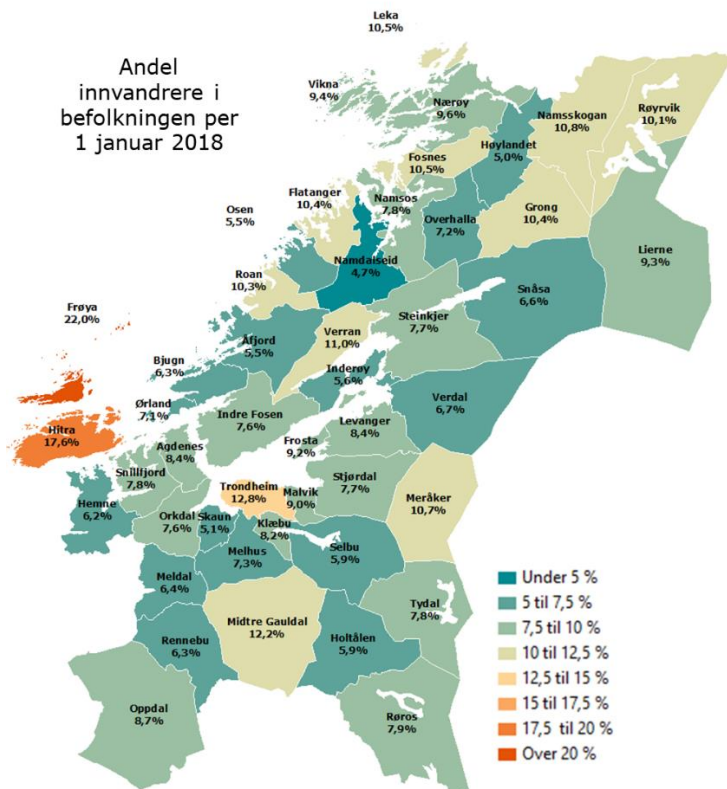 Leka
10,5%
Andel
innvandrere i
befolkningen per
1 januar 2018
Vikna
9,4%
Nærøy
9,6%
Namsskogan
10,8%
Røyrvik
10,1%
Høylandet
5,0%
Fosnes
10,5%
Flatanger
10,4%
Namsos
7,8%
Overhalla
7,2%
Grong
10,4%
Lierne
9,3%
Osen
5,5%
Namdalseid
4,7%
Roan
10,3%
Snåsa
6,6%
Steinkjer
7,7%
Frøya
22,0%
Verran
11,0%
Åfjord
5,5%
Bjugn
6,3%
Inderøy
5,6%
Verdal
6,7%
Ørland
7,1%
Indre Fosen
7,6%
Levanger
8,4%
Hitra
17,6%
Agdenes
8,4%
Frosta
9,2%
Snillfjord
7,8%
Stjørdal
7,7%
Trondheim
12,8%
Malvik
9,0%
Meråker
10,7%
Hemne
6,2%
Orkdal
7,6%
Skaun
5,1%
Klæbu
8,2%
Melhus
7,3%
Selbu
5,9%
Meldal
6,4%
Tydal
7,8%
Midtre Gauldal
12,2%
Rennebu
6,3%
Holtålen
5,9%
Oppdal
8,7%
Røros
7,9%
Under 5 %
5 til 7,5 %
7,5 til 10 %
10 til 12,5 %
12,5 til 15 %
15 til 17,5 %
17,5 til 20 %
Over 20 %